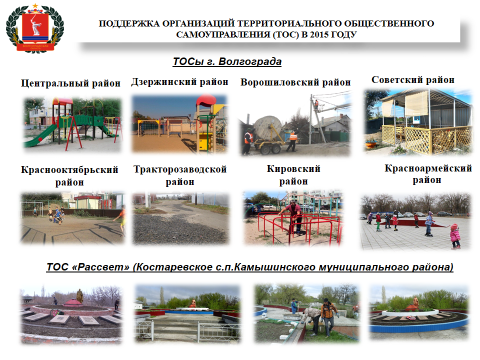 ПОДДЕРЖКА ОРГАНИЗАЦИЙ ТЕРРИТОРИАЛЬНОГО ОБЩЕСТВЕННОГО
САМОУПРАВЛЕНИЯ (ТОС) В 2015 ГОДУ
ТОСы г. Волгограда
Центральный район
Дзержинский район
Ворошиловский район
Советский район
Краснооктябрьский
район
Тракторозаводской
район
Кировский
район
Красноармейский
район
ТОС «Рассвет» (Костаревское с.п.Камышинского муниципального района)